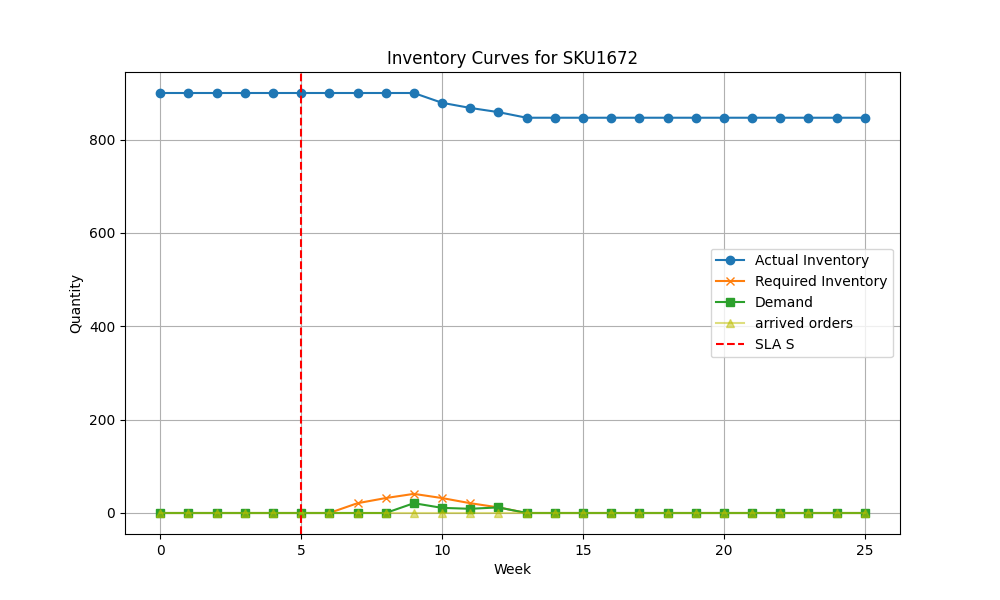 Inventory Curves for SKU1672
800
600
400
200
0
Quantity
Actual Inventory
Required Inventory
Demand
arrived orders
SLA S
0 5 10 15 20 25
Week